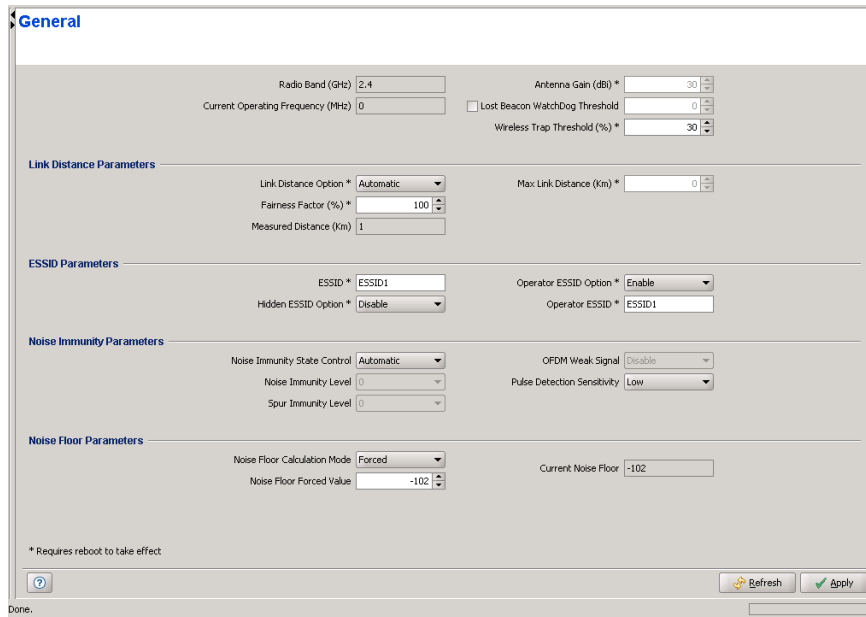 General
Radio Band (GHz) 2.4 Antenna Gain (dBi) * 30
Current Operating Frequency (MHz) 0 Lost Beacon WatchDog Threshold 0
Wireless Trap Threshold (%) * 30
Link Distance Parameters
Link Distance Option * Automatic Max Link Distance (Km) * 0
Fairness Factor (%) * 100
Measured Distance (Km) 1
ESSID Parameters
ESSID * ESSID1 Operator ESSID Option * Enable
Hidden ESSID Option * Disable Operator ESSID * ESSID1
Noise Immunity Parameters
Noise Immunity State Control Automatic OFDM Weak Signal Disable
Noise Immunity Level 0 Pulse Detection Sensitivity Low
Spur Immunity Level 0
Noise Floor Parameters
Noise Floor Calculation Mode Forced Current Noise Floor -102
Noise Floor Forced Value -102
* Requires reboot to take effect
? Refresh Apply
Done.